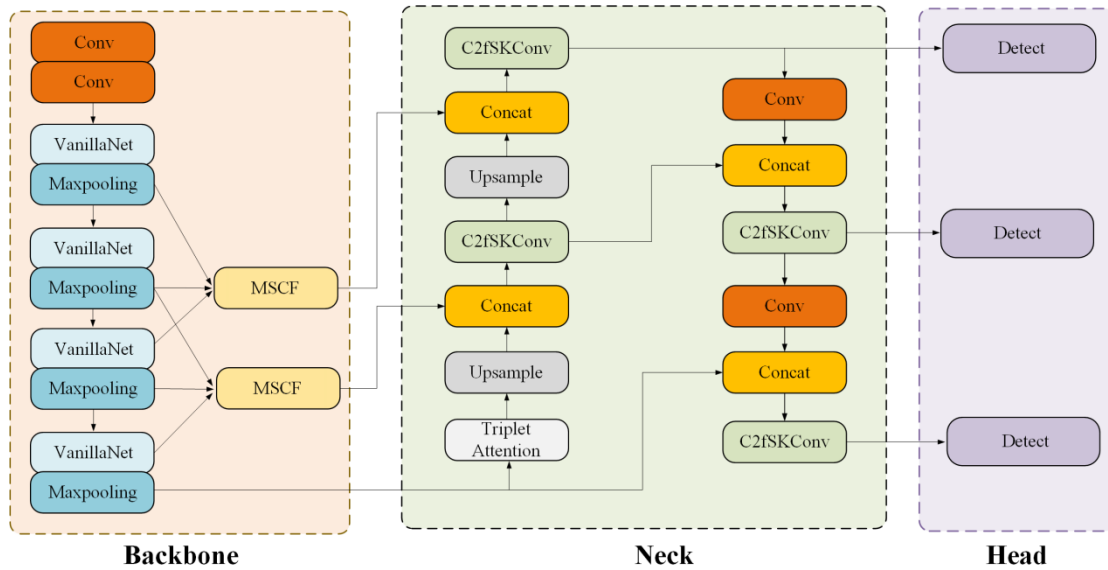 Conv
Conv
VanillaNet
Maxpooling
VanillaNet
Maxpooling
VanillaNet
Maxpooling
VanillaNet
Maxpooling
MSCF
MSCF
Backbone
C2fSKConv
Concat
Upsample
C2fSKConv
Concat
Upsample
Triplet
Attention
Conv
Concat
C2fSKConv
Conv
Concat
C2fSKConv
Neck
Detect
Detect
Detect
Head